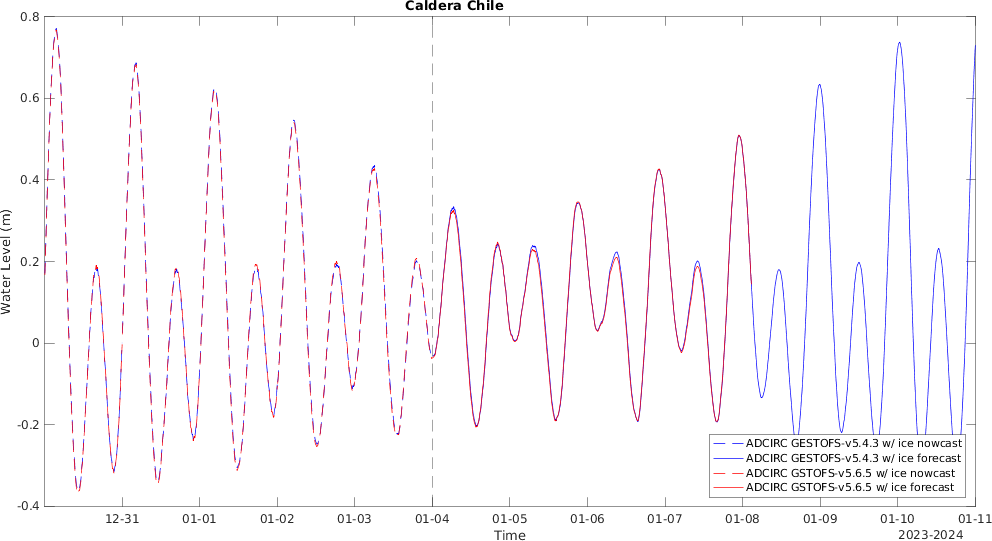 Caldera Chile
0.8
0.6
0.4
0.2
0
-0.2
-0.4
Water Level (m)
ADCIRC GESTOFS-v5.4.3 w/ ice nowcast
ADCIRC GESTOFS-v5.4.3 w/ ice forecast
ADCIRC GSTOFS-v5.6.5 w/ ice nowcast
ADCIRC GSTOFS-v5.6.5 w/ ice forecast
12-31 01-01 01-02 01-03 01-04 01-05 01-06 01-07 01-08 01-09 01-10 01-11
Time
2023-2024